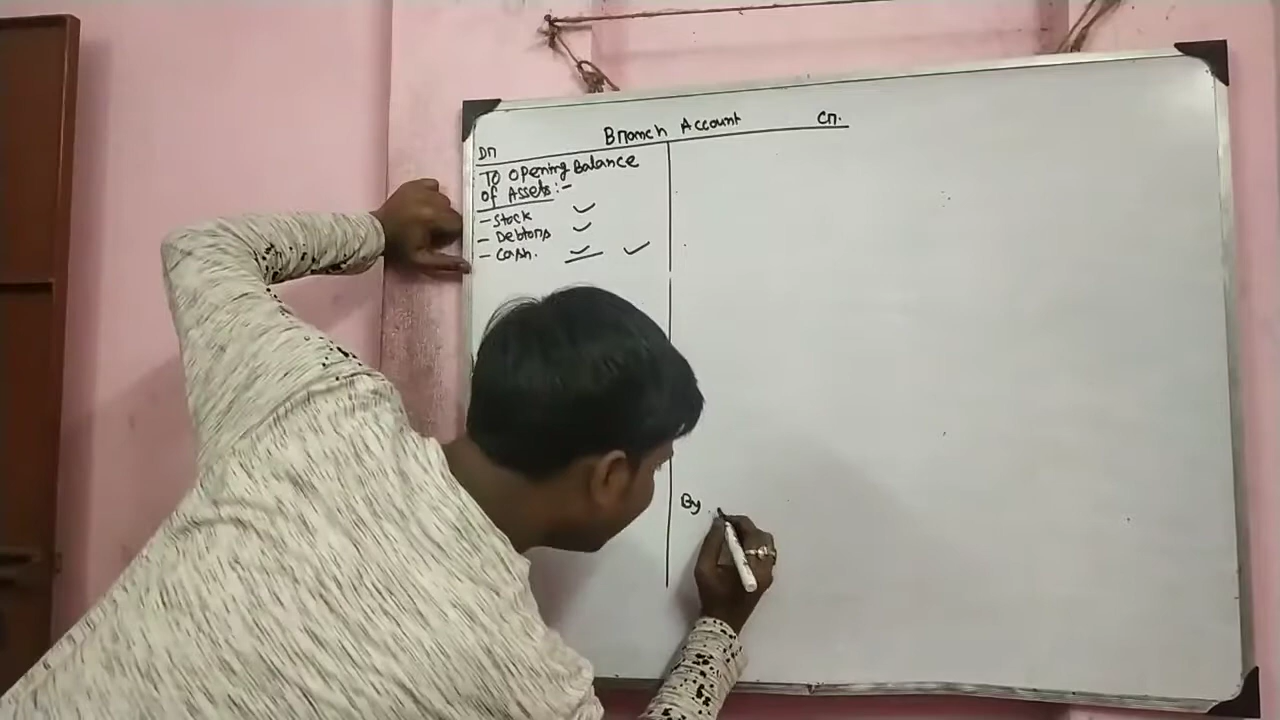 Branch Account
Dr
Cr.
To Opening Balance
of Assets:-
- Stock
- Debtors
- Cash.
By